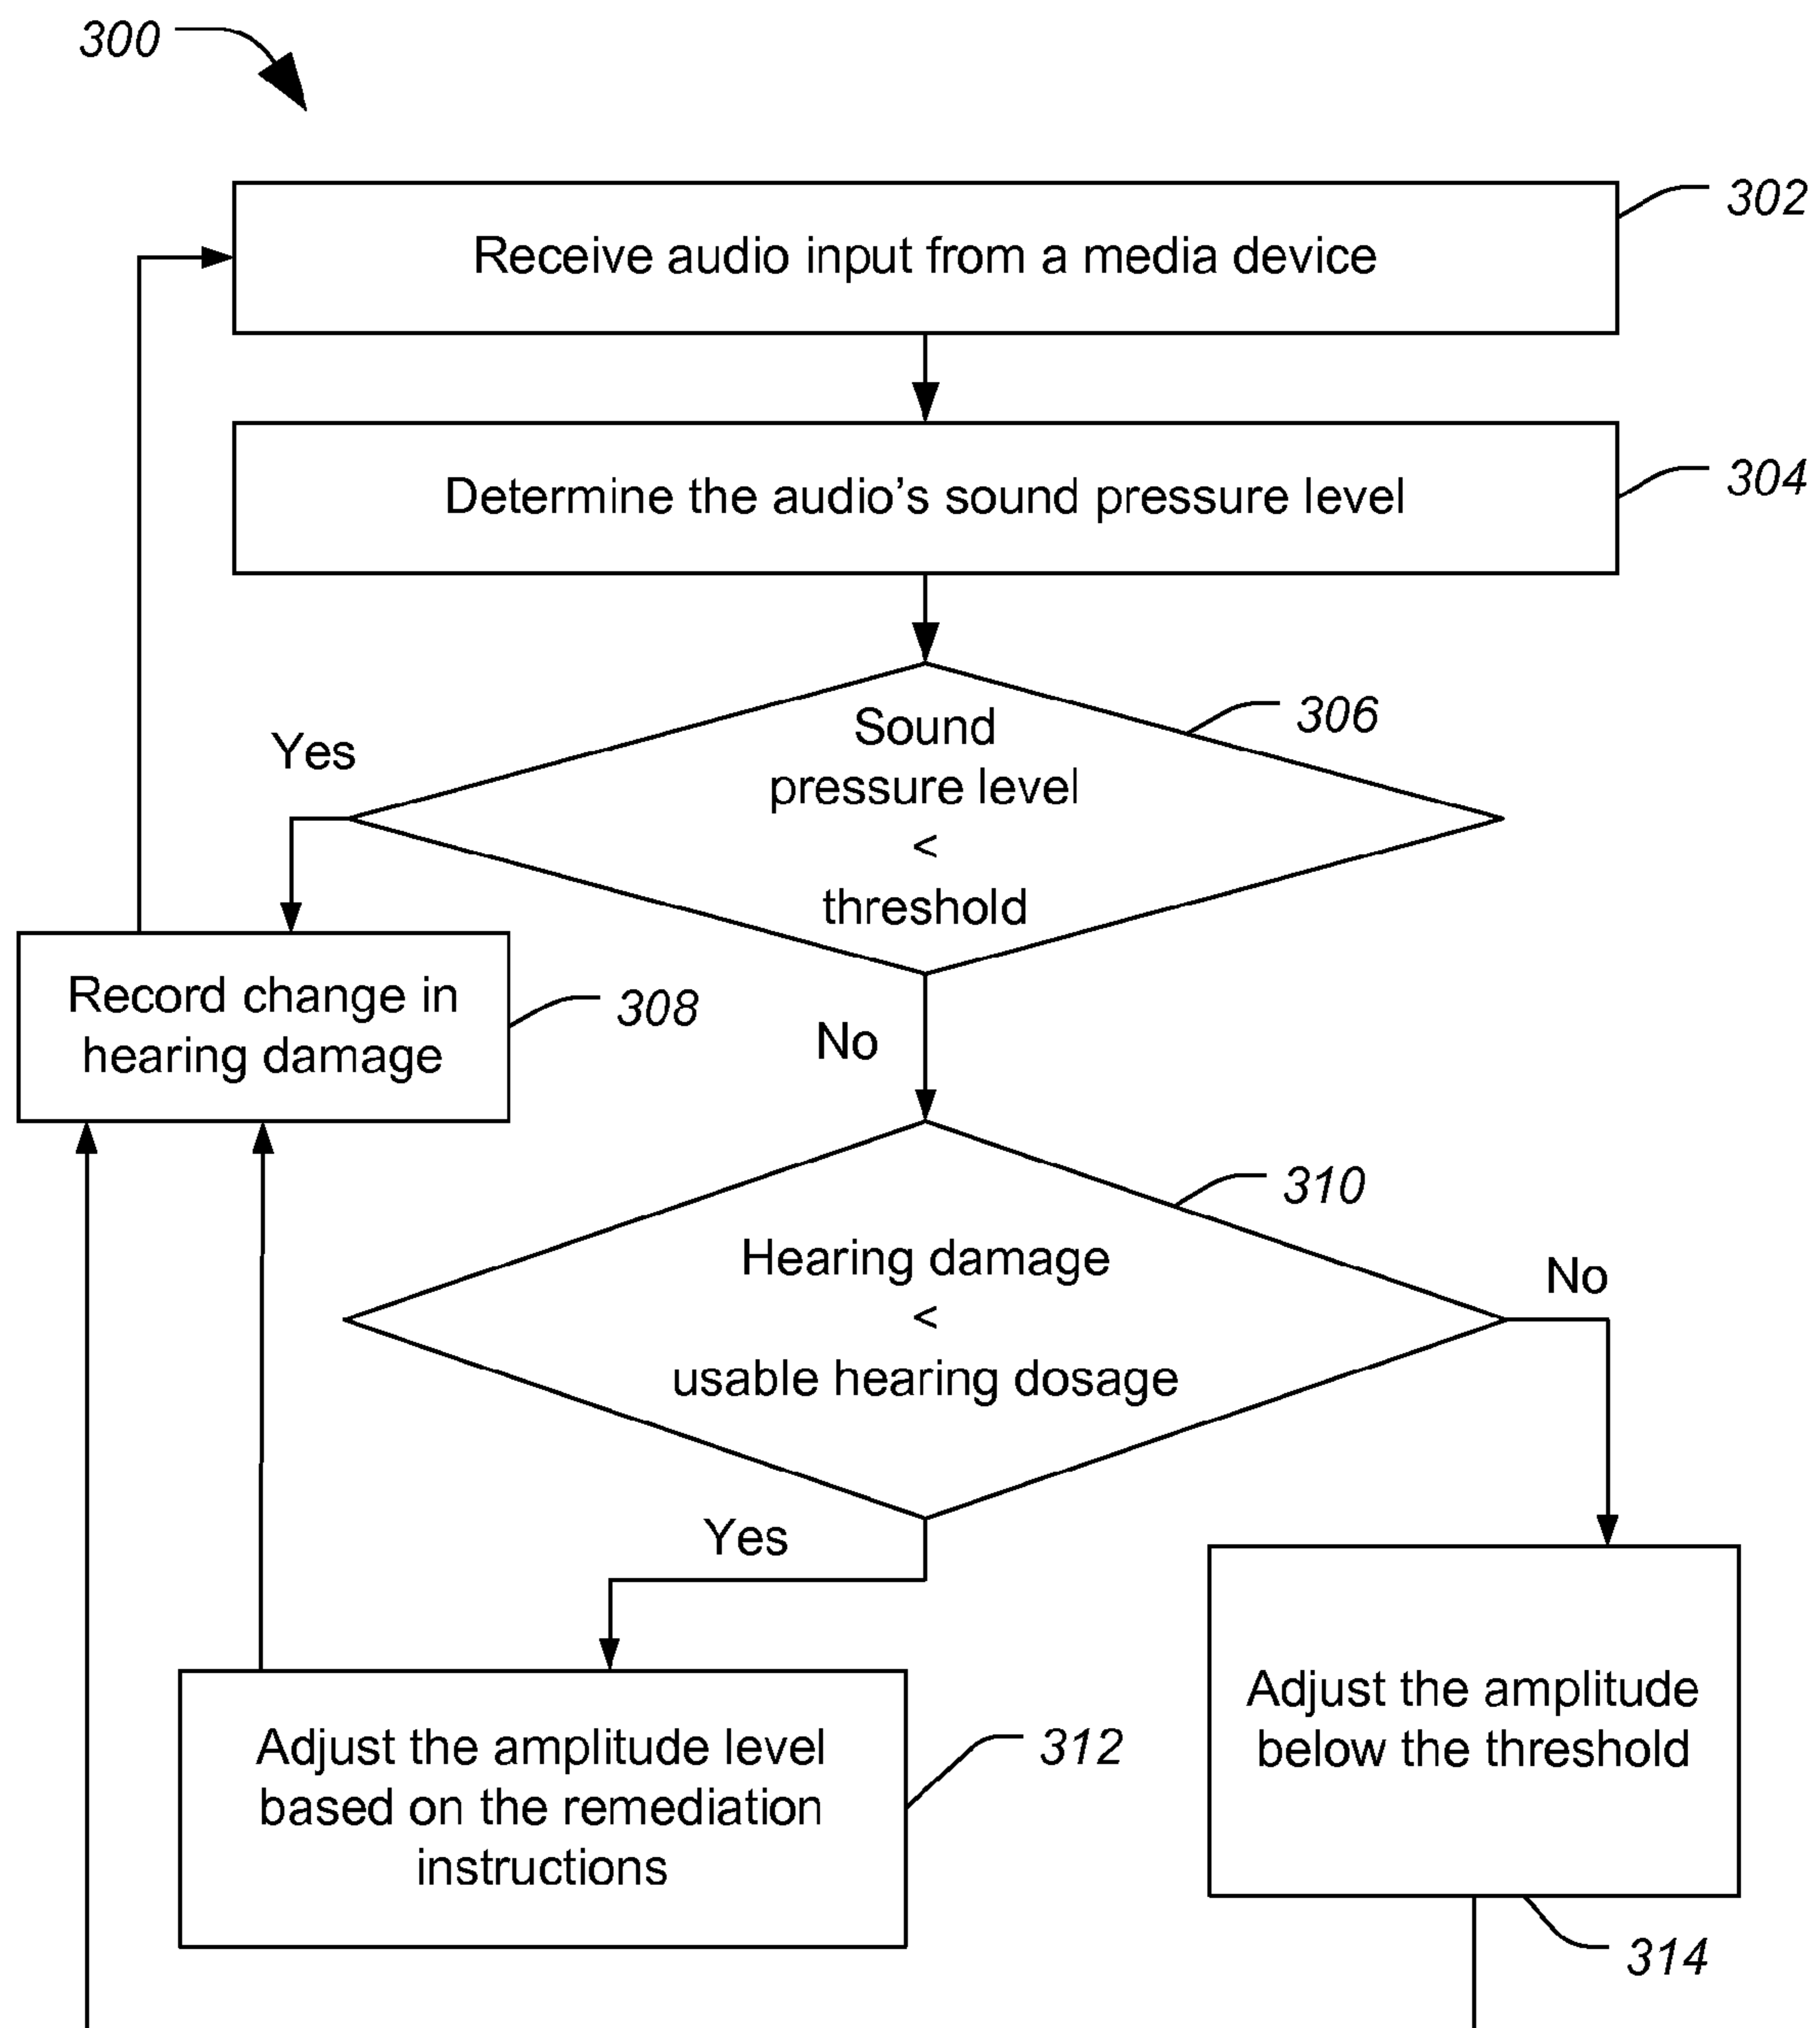 300
302
Receive audio input from a media device
304
Determine the audio's sound pressure level
306
Sound
pressure level
<
threshold
Yes
308
Record change in
hearing damage
No
310
Hearing damage
<
usable hearing dosage
No
Yes
312
Adjust the amplitude level
based on the remediation
instructions
Adjust the amplitude
below the threshold
314